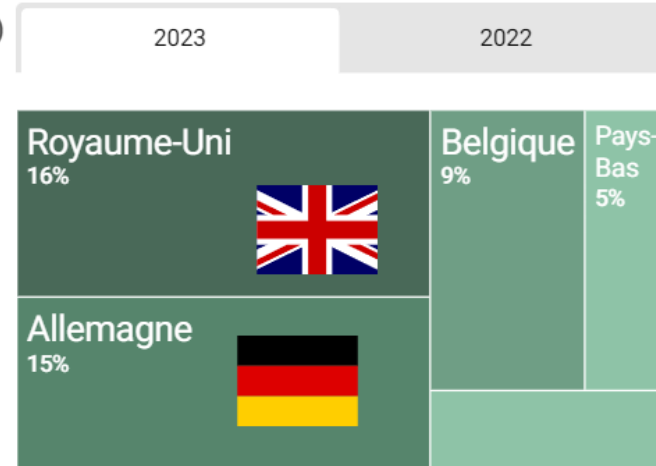 2023
2022
Royaume-Uni
16%
Belgique
9%
Pays-
Bas
5%
Allemagne
15%